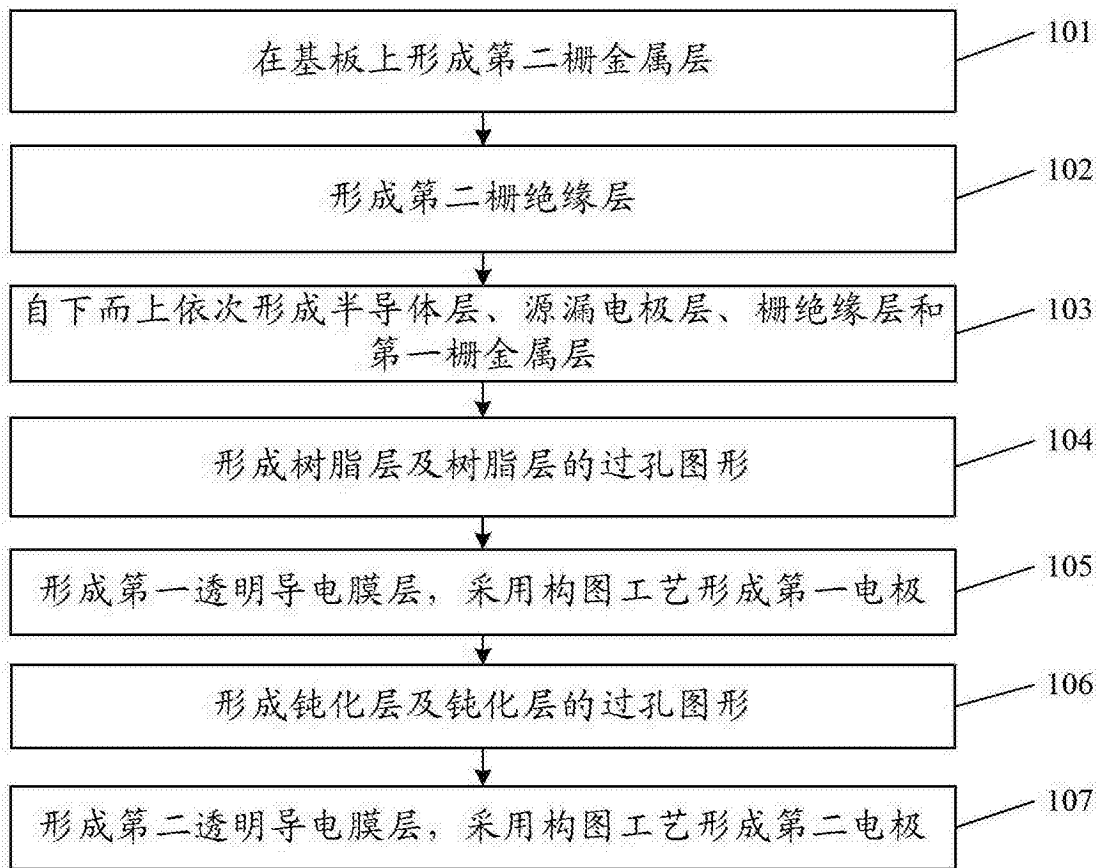 在基板上形成第二栅金属层
101
形成第二栅绝缘层
102
自下而上依次形成半导体层、源漏电极层、栅绝缘层和
第一栅金属层
103
形成树脂层及树脂层的过孔图形
104
形成第一透明导电膜层，采用构图工艺形成第一电极
105
形成钝化层及钝化层的过孔图形
106
形成第二透明导电膜层，采用构图工艺形成第二电极
107